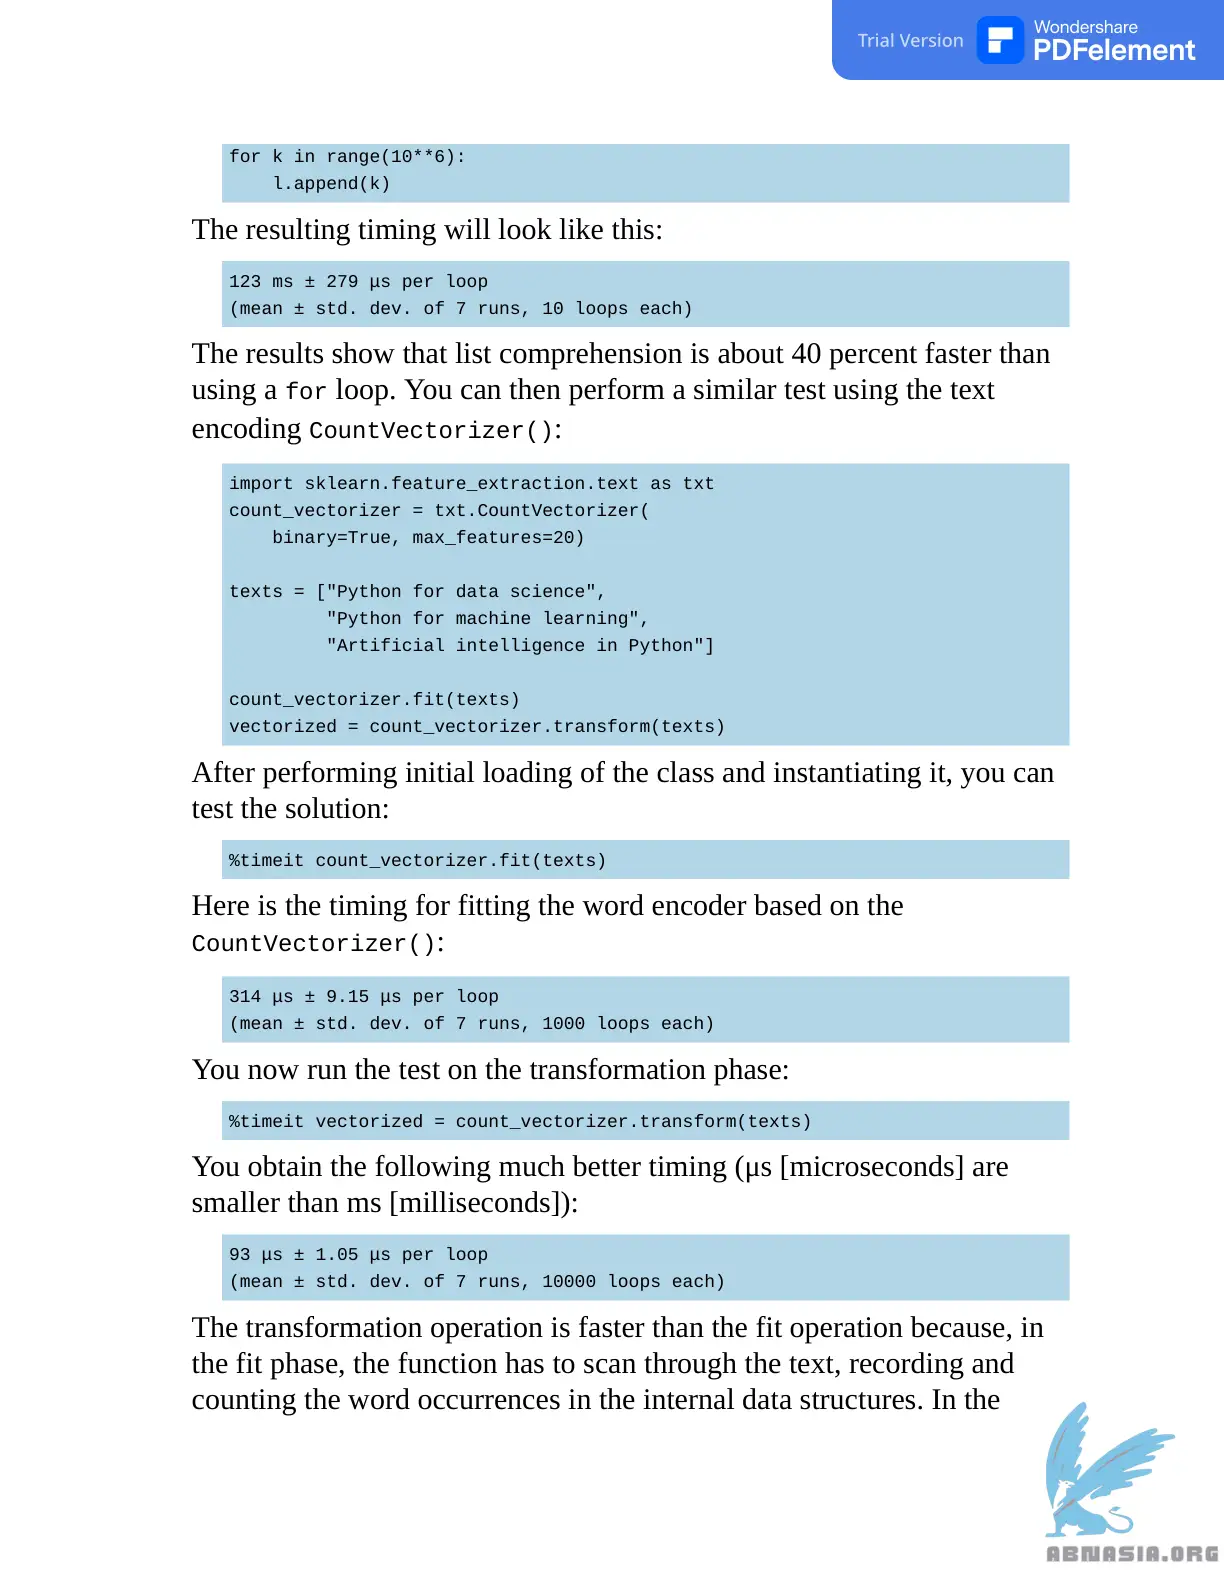 Trial Version
Wondershare
PDFelement
for k in range(10**6):
    l.append(k)
The resulting timing will look like this:
123 ms ± 279 µs per loop
(mean ± std. dev. of 7 runs, 10 loops each)
The results show that list comprehension is about 40 percent faster than
using a for loop. You can then perform a similar test using the text
encoding CountVectorizer():
import sklearn.feature_extraction.text as txt
count_vectorizer = txt.CountVectorizer(
    binary=True, max_features=20)
texts = ["Python for data science",
         "Python for machine learning",
         "Artificial intelligence in Python"]
count_vectorizer.fit(texts)
vectorized = count_vectorizer.transform(texts)
After performing initial loading of the class and instantiating it, you can
test the solution:
%timeit count_vectorizer.fit(texts)
Here is the timing for fitting the word encoder based on the
CountVectorizer():
314 µs ± 9.15 µs per loop
(mean ± std. dev. of 7 runs, 1000 loops each)
You now run the test on the transformation phase:
%timeit vectorized = count_vectorizer.transform(texts)
You obtain the following much better timing (µs [microseconds] are
smaller than ms [milliseconds]):
93 µs ± 1.05 µs per loop
(mean ± std. dev. of 7 runs, 10000 loops each)
The transformation operation is faster than the fit operation because, in
the fit phase, the function has to scan through the text, recording and
counting the word occurrences in the internal data structures. In the
ABNASIA.ORG